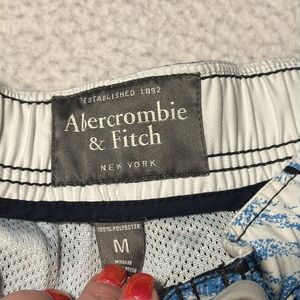 ESTABLISHED 1892
Abercrombie
& Fitch
NEW YORK
100% POLYESTER
M